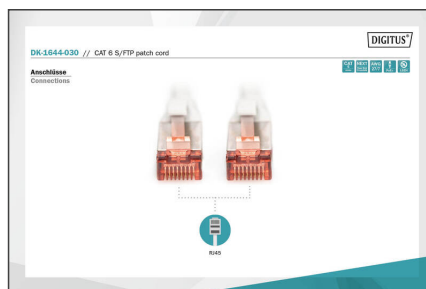 DIGITUS®
DK-1644-030 // CAT 6 S/FTP patch cord
Anschlüsse
Connections
RJ45